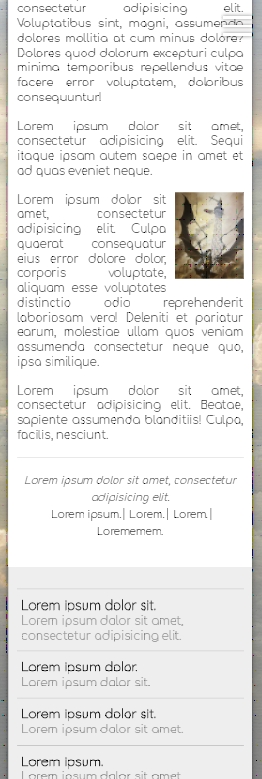 consectetur adipisicing elit.
Voluptatibus sint, magni, assumenda
dolores mollitia at cum minus dolore?
Dolores quod dolorum excepturi culpa
minima temporibus repellendus vitae
facere error voluptatem, doloribus
consequuntur!
Lorem ipsum dolor sit amet,
consectetur adipisicing elit. Sequi
itaque ipsam autem saepe in amet et
ad quas eveniet neque.
Lorem ipsum dolor sit
amet, consectetur
adipisicing elit. Culpa
quaerat consequatur
eius error dolore dolor,
corporis voluptate,
aliquam esse voluptates
distinctio odio reprehenderit
laboriosam vero! Deleniti et pariatur
earum, molestiae ullam quos veniam
assumenda consectetur neque quo,
ipsa similique.
Lorem ipsum dolor sit amet,
consectetur adipisicing elit. Beatae,
sapiente assumenda blanditiis! Culpa,
facilis, nesciunt.
Lorem ipsum dolor sit amet, consectetur
adipisicing elit.
Lorem ipsum.| Lorem.| Lorem.|
Lorememem.
Lorem ipsum dolor sit.
Lorem ipsum dolor sit amet,
consectetur adipisicing elit.
Lorem ipsum dolor.
Lorem ipsum dolor sit.
Lorem ipsum dolor sit.
Lorem ipsum dolor sit amet.
Lorem ipsum.
Lorem ipsum dolor sit amet.